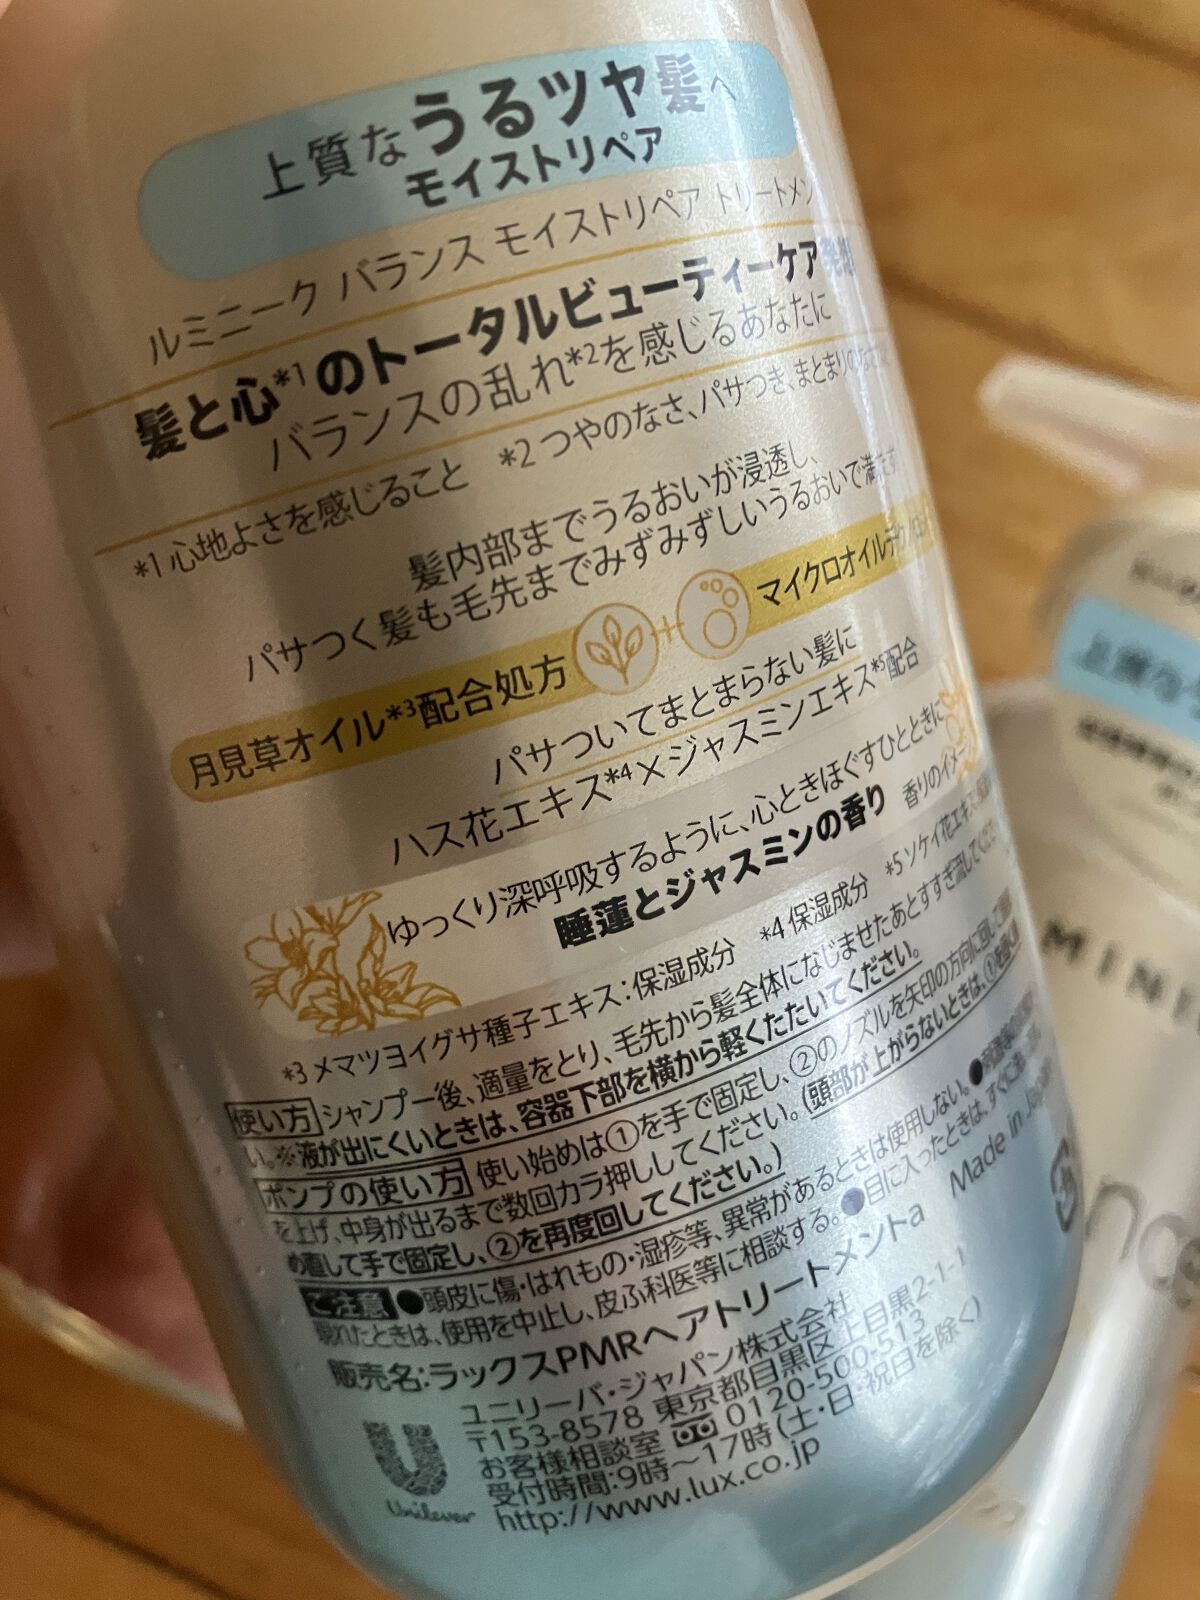 上質なうるツヤ髪へ
モイストリペア
ルミニーク バランス モイストリペア トリートメン
髪と心*1のトータルビューティーケア発想
バランスの乱れ*2を感じるあなたに
*1 心地よさを感じること *2 つやのなさ、パサつき、まとまりのなさ
髪内部までうるおいが浸透し、
パサつく髪も毛先までみずみずしいうるおいで満たす
月見草オイル*3配合処方 + マイクロオイルテクノロジー
パサついてまとまらない髪に
ハス花エキス*4×ジャスミンエキス*5配合
ゆっくり深呼吸するように、心ときほぐすひとときに
睡蓮とジャスミンの香り 香りのイメージ
*3 メマツヨイグサ種子エキス:保湿成分 *4 保湿成分 *5 ソケイ花エキス
使い方 シャンプー後、適量をとり、毛先から髪全体になじませたあとすすぎ流してくださ
い。※液が出にくいときは、容器下部を横から軽くたたいてください。
ポンプの使い方 使い始めは①を手で固定し、②のノズルを矢印の方向に回して
を上げ、中身が出るまで数回カラ押ししてください。(頭部が上がらないときは、①を
め直して手で固定し、②を再度回してください。)
ご注意 ●頭皮に傷・はれもの・湿疹等、異常があるときは使用しない。●
現れたときは、使用を中止し、皮ふ科医等に相談する。●目に入ったときは、すぐに
販売名:ラックスPMRヘアトリートメントa Made in Japan
ユニリーバ・ジャパン株式会社
〒153-8578 東京都目黒区上目黒2-1-1
お客様相談室 0120-500-513
受付時間:9時〜17時(土・日・祝日を除く)
http://www.lux.co.jp
Unilever
上質な
MINI